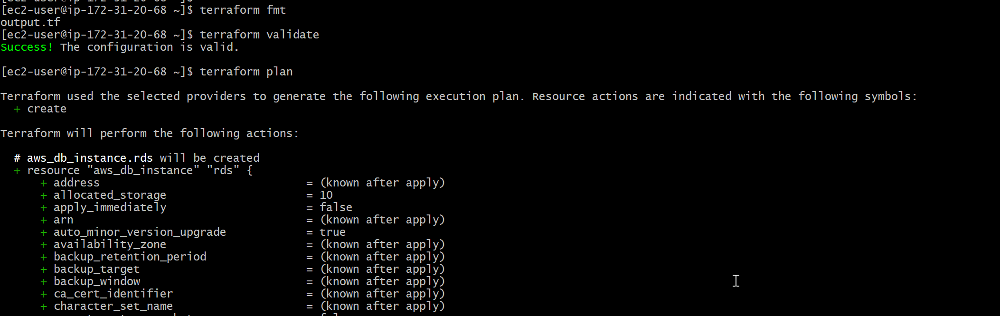 [ec2-user@ip-172-31-20-68 ~]$ terraform fmt
output.tf
[ec2-user@ip-172-31-20-68 ~]$ terraform validate
Success! The configuration is valid.
[ec2-user@ip-172-31-20-68 ~]$ terraform plan
Terraform used the selected providers to generate the following execution plan. Resource actions are indicated with the following symbols:
+ create
Terraform will perform the following actions:
# aws_db_instance.rds will be created
+ resource "aws_db_instance" "rds" {
+ address = (known after apply)
+ allocated_storage = 10
+ apply_immediately = false
+ arn = (known after apply)
+ auto_minor_version_upgrade = true
+ availability_zone = (known after apply)
+ backup_retention_period = (known after apply)
+ backup_target = (known after apply)
+ backup_window = (known after apply)
+ ca_cert_identifier = (known after apply)
+ character_set_name = (known after apply)